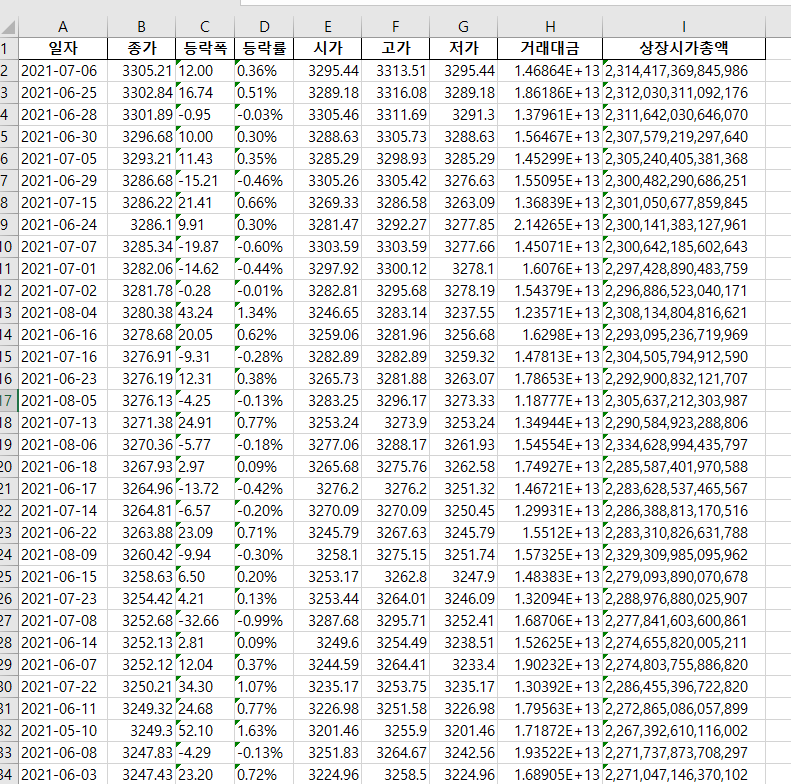 A B C D E F G H I
1 일자 종가 등락폭 등락률 시가 고가 저가 거래대금 상장시가총액
2 2021-07-06 3305.21 12.00 0.36% 3295.44 3313.51 3295.44 1.46864E+13 2,314,417,369,845,986
3 2021-06-25 3302.84 16.74 0.51% 3289.18 3316.08 3289.18 1.86186E+13 2,312,030,311,092,176
4 2021-06-28 3301.89 -0.95 -0.03% 3305.46 3311.69 3291.3 1.37961E+13 2,311,642,030,646,070
5 2021-06-30 3296.68 10.00 0.30% 3288.63 3305.73 3288.63 1.56467E+13 2,307,579,219,297,640
6 2021-07-05 3293.21 11.43 0.35% 3285.29 3298.93 3285.29 1.45299E+13 2,305,240,405,381,368
7 2021-06-29 3286.68 -15.21 -0.46% 3305.26 3305.42 3276.63 1.55095E+13 2,300,482,290,686,251
8 2021-07-15 3286.22 21.41 0.66% 3269.33 3286.58 3263.09 1.36839E+13 2,301,050,677,859,845
9 2021-06-24 3286.1 9.91 0.30% 3281.47 3292.27 3277.85 2.14265E+13 2,300,141,383,127,961
10 2021-07-07 3285.34 -19.87 -0.60% 3303.59 3303.59 3277.66 1.45071E+13 2,300,642,185,602,643
11 2021-07-01 3282.06 -14.62 -0.44% 3297.92 3300.12 3278.1 1.6076E+13 2,297,428,890,483,759
12 2021-07-02 3281.78 -0.28 -0.01% 3282.81 3295.68 3278.19 1.54379E+13 2,296,886,523,040,171
13 2021-08-04 3280.38 43.24 1.34% 3246.65 3283.14 3237.55 1.23571E+13 2,308,134,804,816,621
14 2021-06-16 3278.68 20.05 0.62% 3259.06 3281.96 3256.68 1.6298E+13 2,293,095,236,719,969
15 2021-07-16 3276.91 -9.31 -0.28% 3282.89 3282.89 3259.32 1.47813E+13 2,304,505,794,912,590
16 2021-06-23 3276.19 12.31 0.38% 3265.73 3281.88 3263.07 1.78653E+13 2,292,900,832,121,707
17 2021-08-05 3276.13 -4.25 -0.13% 3283.25 3296.17 3273.33 1.18777E+13 2,305,637,212,303,987
18 2021-07-13 3271.38 24.91 0.77% 3253.24 3273.9 3253.24 1.34944E+13 2,290,584,923,288,806
19 2021-08-06 3270.36 -5.77 -0.18% 3277.06 3288.17 3261.93 1.54554E+13 2,334,628,994,435,797
20 2021-06-18 3267.93 2.97 0.09% 3265.68 3275.76 3262.58 1.74927E+13 2,285,587,401,970,588
21 2021-06-17 3264.96 -13.72 -0.42% 3276.2 3276.2 3251.32 1.46721E+13 2,283,628,537,465,567
22 2021-07-14 3264.81 -6.57 -0.20% 3270.09 3270.09 3250.45 1.29931E+13 2,286,388,813,170,516
23 2021-06-22 3263.88 23.09 0.71% 3245.79 3267.63 3245.79 1.5512E+13 2,283,310,826,631,788
24 2021-08-09 3260.42 -9.94 -0.30% 3258.1 3275.15 3251.74 1.57325E+13 2,329,309,985,095,962
25 2021-06-15 3258.63 6.50 0.20% 3253.17 3262.8 3247.9 1.48383E+13 2,279,093,890,070,678
26 2021-07-23 3254.42 4.21 0.13% 3253.44 3264.01 3246.09 1.32094E+13 2,288,976,880,025,907
27 2021-07-08 3252.68 -32.66 -0.99% 3287.68 3295.71 3252.41 1.68706E+13 2,277,841,603,600,861
28 2021-06-14 3252.13 2.81 0.09% 3249.6 3254.49 3238.51 1.52625E+13 2,274,655,820,005,211
29 2021-06-07 3252.12 12.04 0.37% 3244.59 3264.41 3233.4 1.90232E+13 2,274,803,755,886,820
30 2021-07-22 3250.21 34.30 1.07% 3235.17 3253.75 3235.17 1.30392E+13 2,286,455,396,722,820
31 2021-06-11 3249.32 24.68 0.77% 3226.98 3251.58 3226.98 1.79563E+13 2,272,865,086,057,899
32 2021-05-10 3249.3 52.10 1.63% 3201.46 3255.9 3201.46 1.71872E+13 2,267,392,610,116,002
33 2021-06-08 3247.83 -4.29 -0.13% 3251.83 3264.67 3242.56 1.93522E+13 2,271,737,873,708,297
34 2021-06-03 3247.43 23.20 0.72% 3224.96 3258.5 3224.96 1.68905E+13 2,271,047,146,370,102